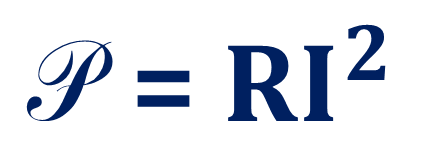 𝒫 = RI²